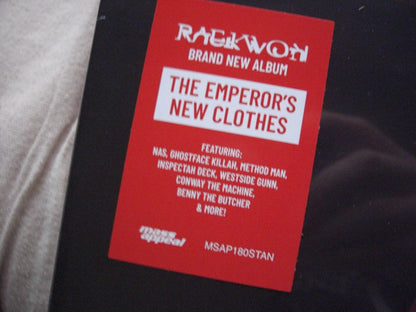 RAEKWON
BRAND NEW ALBUM
THE EMPEROR'S
NEW CLOTHES
FEATURING:
NAS, GHOSTFACE KILLAH, METHOD MAN,
INSPECTAH DECK, WESTSIDE GUNN,
CONWAY THE MACHINE,
BENNY THE BUTCHER
& MORE!
mass
appeal
MSAP180STAN